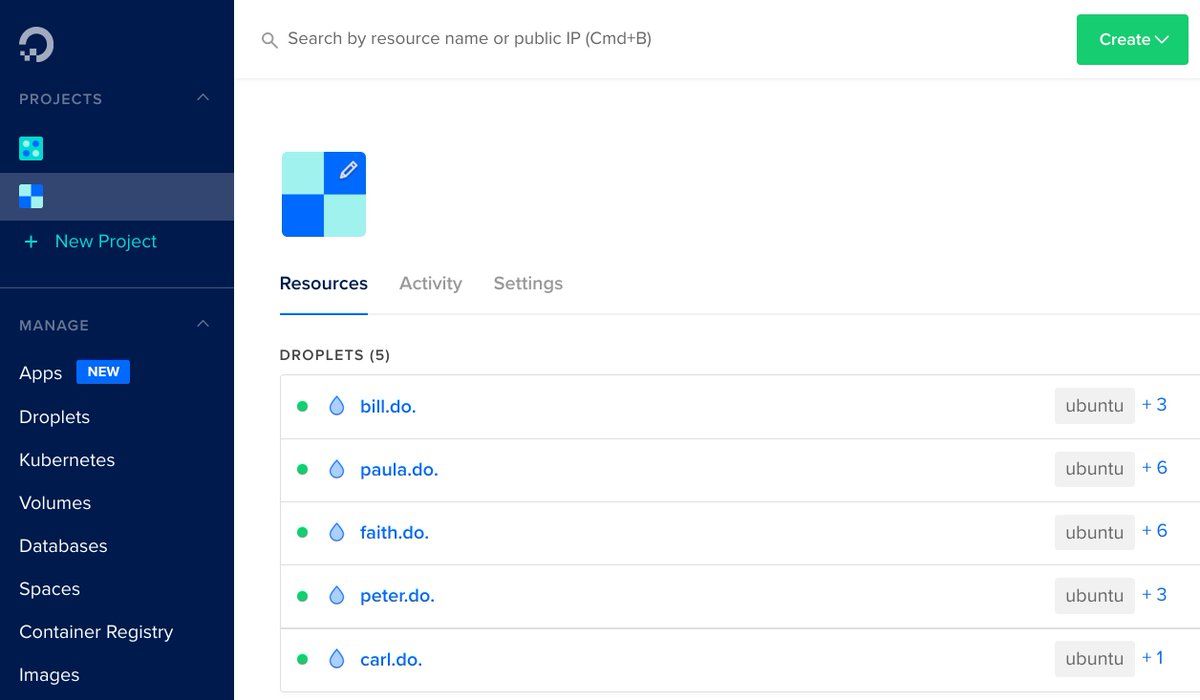 Search by resource name or public IP (Cmd+B)
Create
PROJECTS
+ New Project
MANAGE
Apps NEW
Droplets
Kubernetes
Volumes
Databases
Spaces
Container Registry
Images
Resources Activity Settings
DROPLETS (5)
bill.do. ubuntu + 3
paula.do. ubuntu + 6
faith.do. ubuntu + 6
peter.do. ubuntu + 3
carl.do. ubuntu + 1